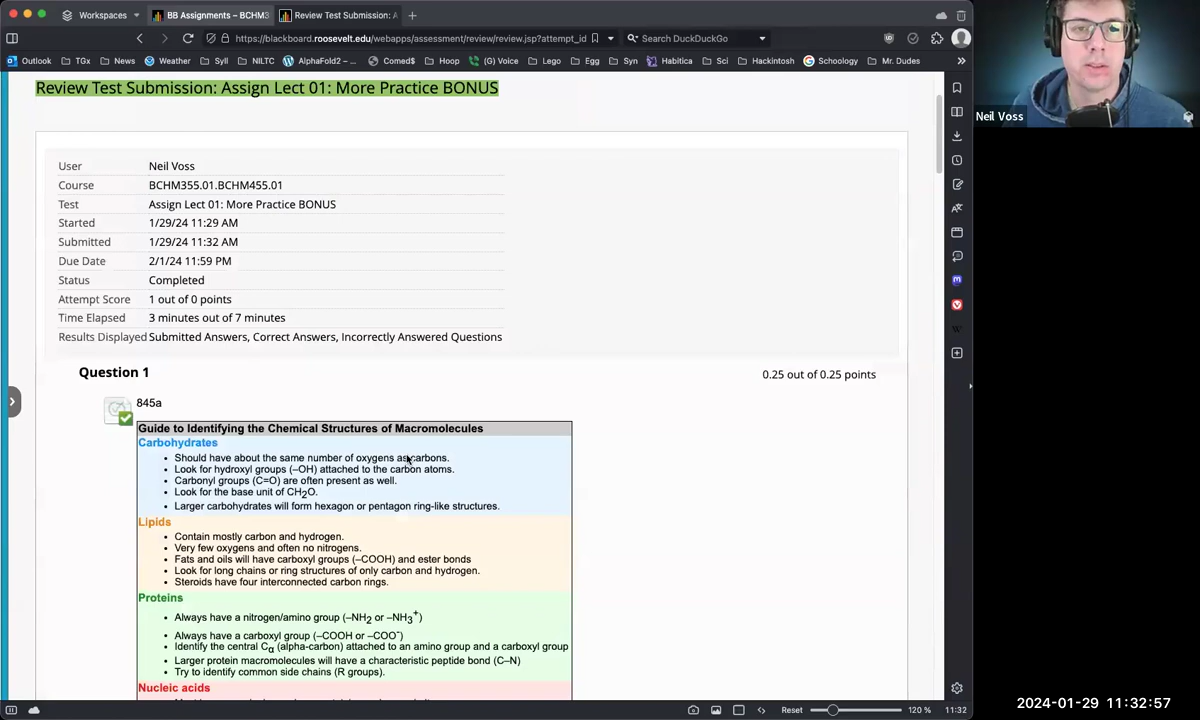 Workspaces
BB Assignments – BCHM3
Review Test Submission: A
https://blackboard.roosevelt.edu/webapps/assessment/review/review.jsp?attempt_id
Search DuckDuckGo
Outlook
TGx
News
Weather
Syll
NILTC
AlphaFold2 – ...
Comed$
Hoop
(G) Voice
Lego
Egg
Syn
Habitica
Sci
Hackintosh
Schoology
Mr. Dudes
Neil Voss
Review Test Submission: Assign Lect 01: More Practice BONUS
User Neil Voss
Course BCHM355.01.BCHM455.01
Test Assign Lect 01: More Practice BONUS
Started 1/29/24 11:29 AM
Submitted 1/29/24 11:32 AM
Due Date 2/1/24 11:59 PM
Status Completed
Attempt Score 1 out of 0 points
Time Elapsed 3 minutes out of 7 minutes
Results Displayed Submitted Answers, Correct Answers, Incorrectly Answered Questions
Question 1 0.25 out of 0.25 points
845a
Guide to Identifying the Chemical Structures of Macromolecules
Carbohydrates
• Should have about the same number of oxygens as carbons.
• Look for hydroxyl groups (–OH) attached to the carbon atoms.
• Carbonyl groups (C=O) are often present as well.
• Look for the base unit of CH2O.
• Larger carbohydrates will form hexagon or pentagon ring-like structures.
Lipids
• Contain mostly carbon and hydrogen.
• Very few oxygens and often no nitrogens.
• Fats and oils will have carboxyl groups (–COOH) and ester bonds
• Look for long chains or ring structures of only carbon and hydrogen.
• Steroids have four interconnected carbon rings.
Proteins
• Always have a nitrogen/amino group (–NH2 or –NH3+)
• Always have a carboxyl group (–COOH or –COO-)
• Identify the central Cα (alpha-carbon) attached to an amino group and a carboxyl group
• Larger protein macromolecules will have a characteristic peptide bond (C–N)
• Try to identify common side chains (R groups).
Nucleic acids
Reset
120 %
11:32
2024-01-29 11:32:57